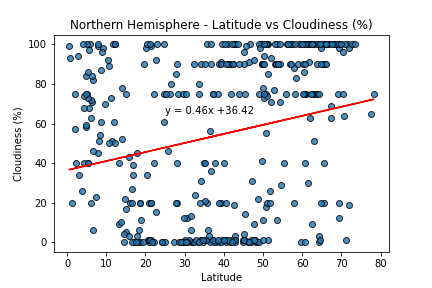 Northern Hemisphere - Latitude vs Cloudiness (%)
100
80
y = 0.46x +36.42
60
40
20
0
Cloudiness (%)
0 10 20 30 40 50 60 70 80
Latitude